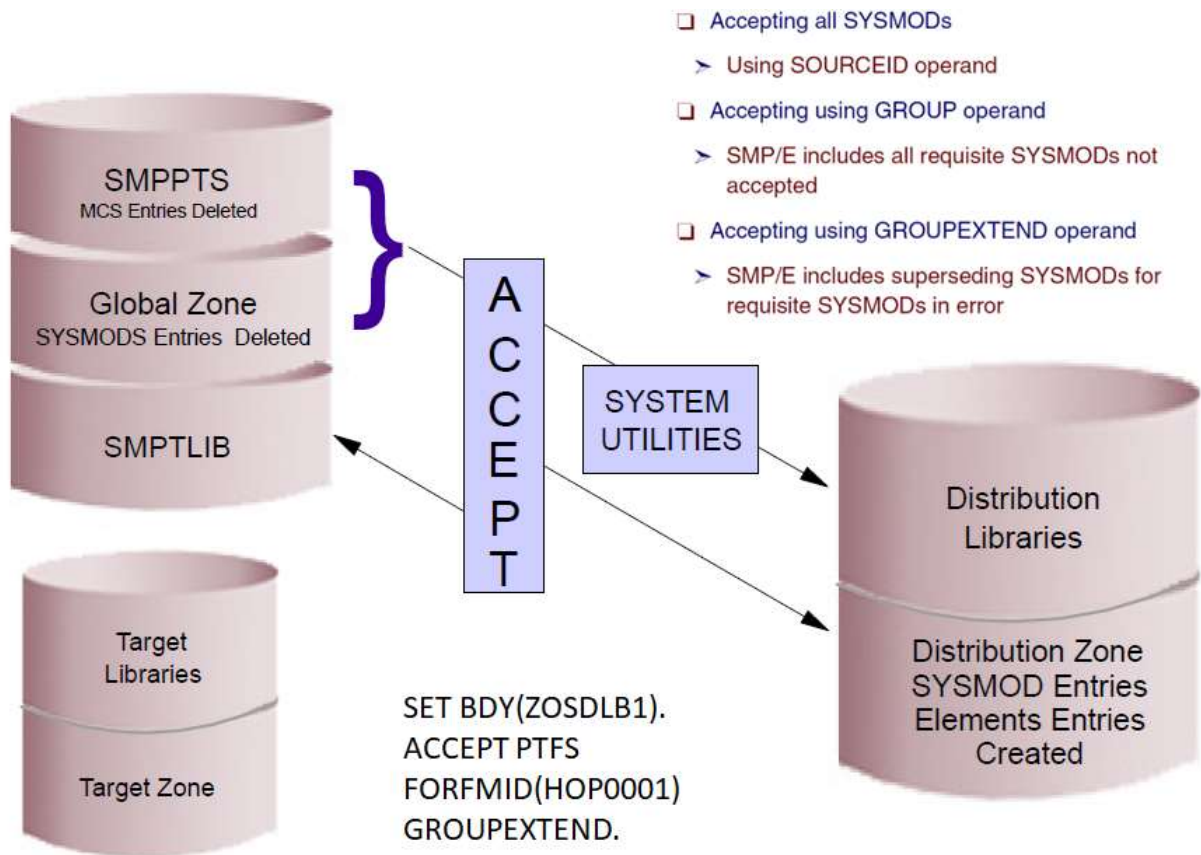 ❑ Accepting all SYSMODs
➢ Using SOURCEID operand
❑ Accepting using GROUP operand
➢ SMP/E includes all requisite SYSMODs not
accepted
❑ Accepting using GROUPEXTEND operand
➢ SMP/E includes superseding SYSMODs for
requisite SYSMODs in error
SMPPTS
MCS Entries Deleted
Global Zone
SYSMODS Entries Deleted
SMPTLIB
}
A
C
C
E
P
T
SYSTEM
UTILITIES
Distribution
Libraries
Distribution Zone
SYSMOD Entries
Elements Entries
Created
Target
Libraries
Target Zone
SET BDY(ZOSDLB1).
ACCEPT PTFS
FORFMID(HOP0001)
GROUPEXTEND.